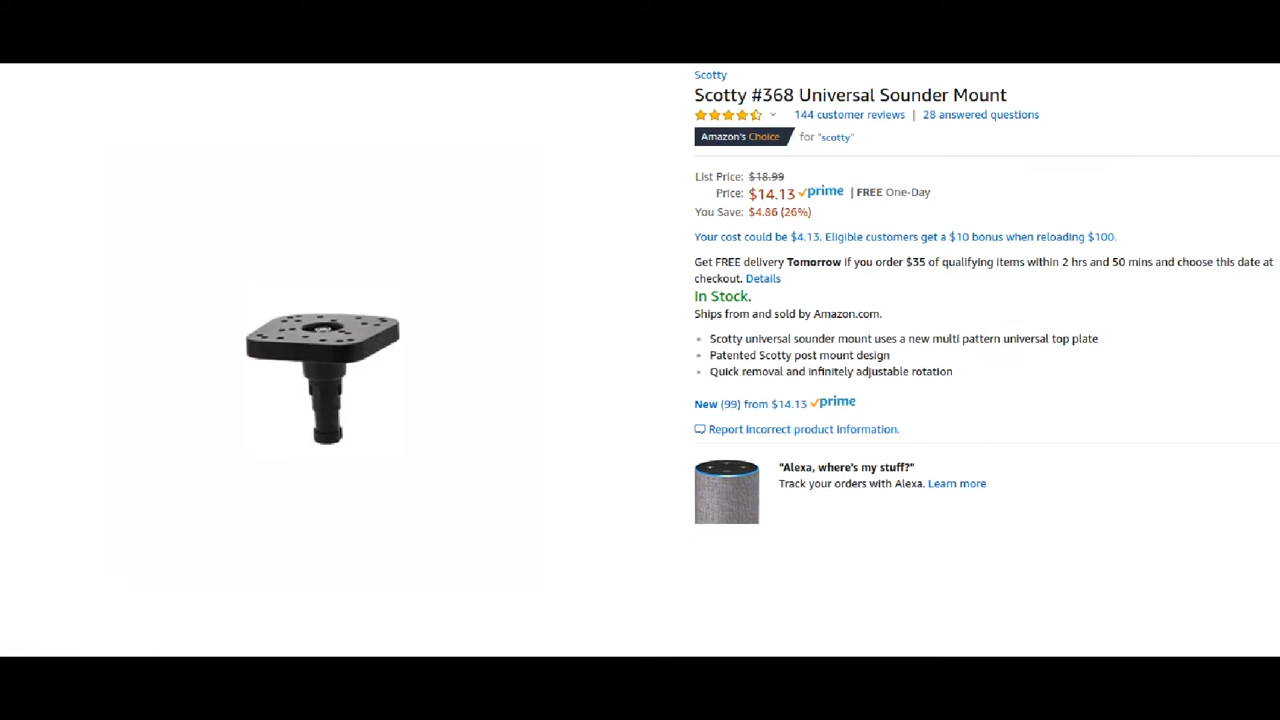 Scotty
Scotty #368 Universal Sounder Mount
144 customer reviews | 28 answered questions
Amazon's Choice for "scotty"
List Price: $18.99
Price: $14.13 prime | FREE One-Day
You Save: $4.86 (26%)
Your cost could be $4.13. Eligible customers get a $10 bonus when reloading $100.
Get FREE delivery Tomorrow if you order $35 of qualifying items within 2 hrs and 50 mins and choose this date at
checkout. Details
In Stock.
Ships from and sold by Amazon.com.
Scotty universal sounder mount uses a new multi pattern universal top plate
Patented Scotty post mount design
Quick removal and infinitely adjustable rotation
New (99) from $14.13 prime
Report incorrect product information.
"Alexa, where's my stuff?"
Track your orders with Alexa. Learn more